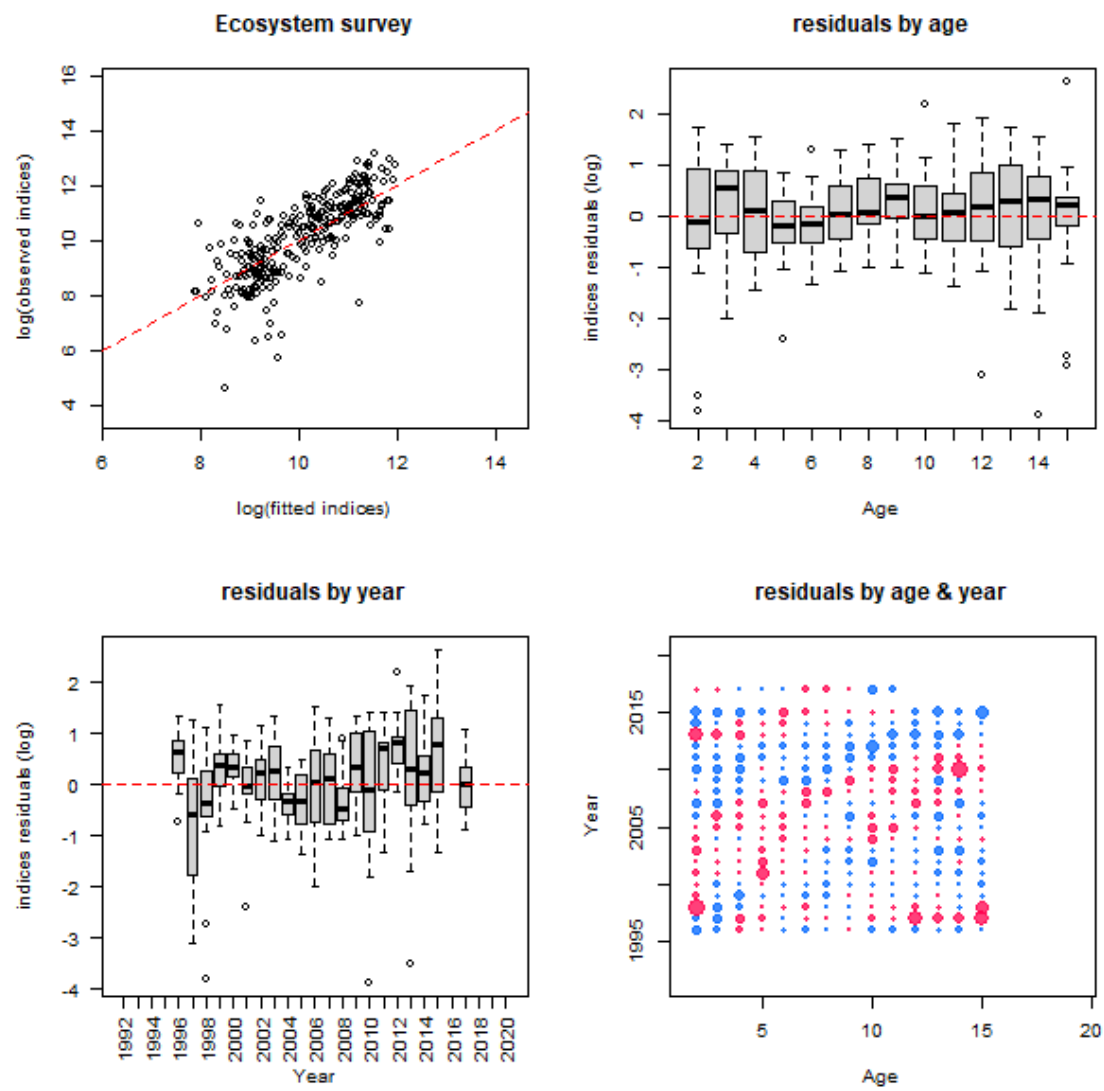 Ecosystem survey
log(observed indices)
16
14
12
10
8
6
4
6 8 10 12 14
log(fitted indices)
residuals by age
indices residuals (log)
2
1
0
-1
-2
-3
-4
2 4 6 8 10 12 14
Age
residuals by year
indices residuals (log)
2
1
0
-1
-2
-3
-4
1992 1994 1996 1998 2000 2002 2004 2006 2008 2010 2012 2014 2016 2018 2020
Year
residuals by age & year
Year
2015
2005
1995
5 10 15 20
Age